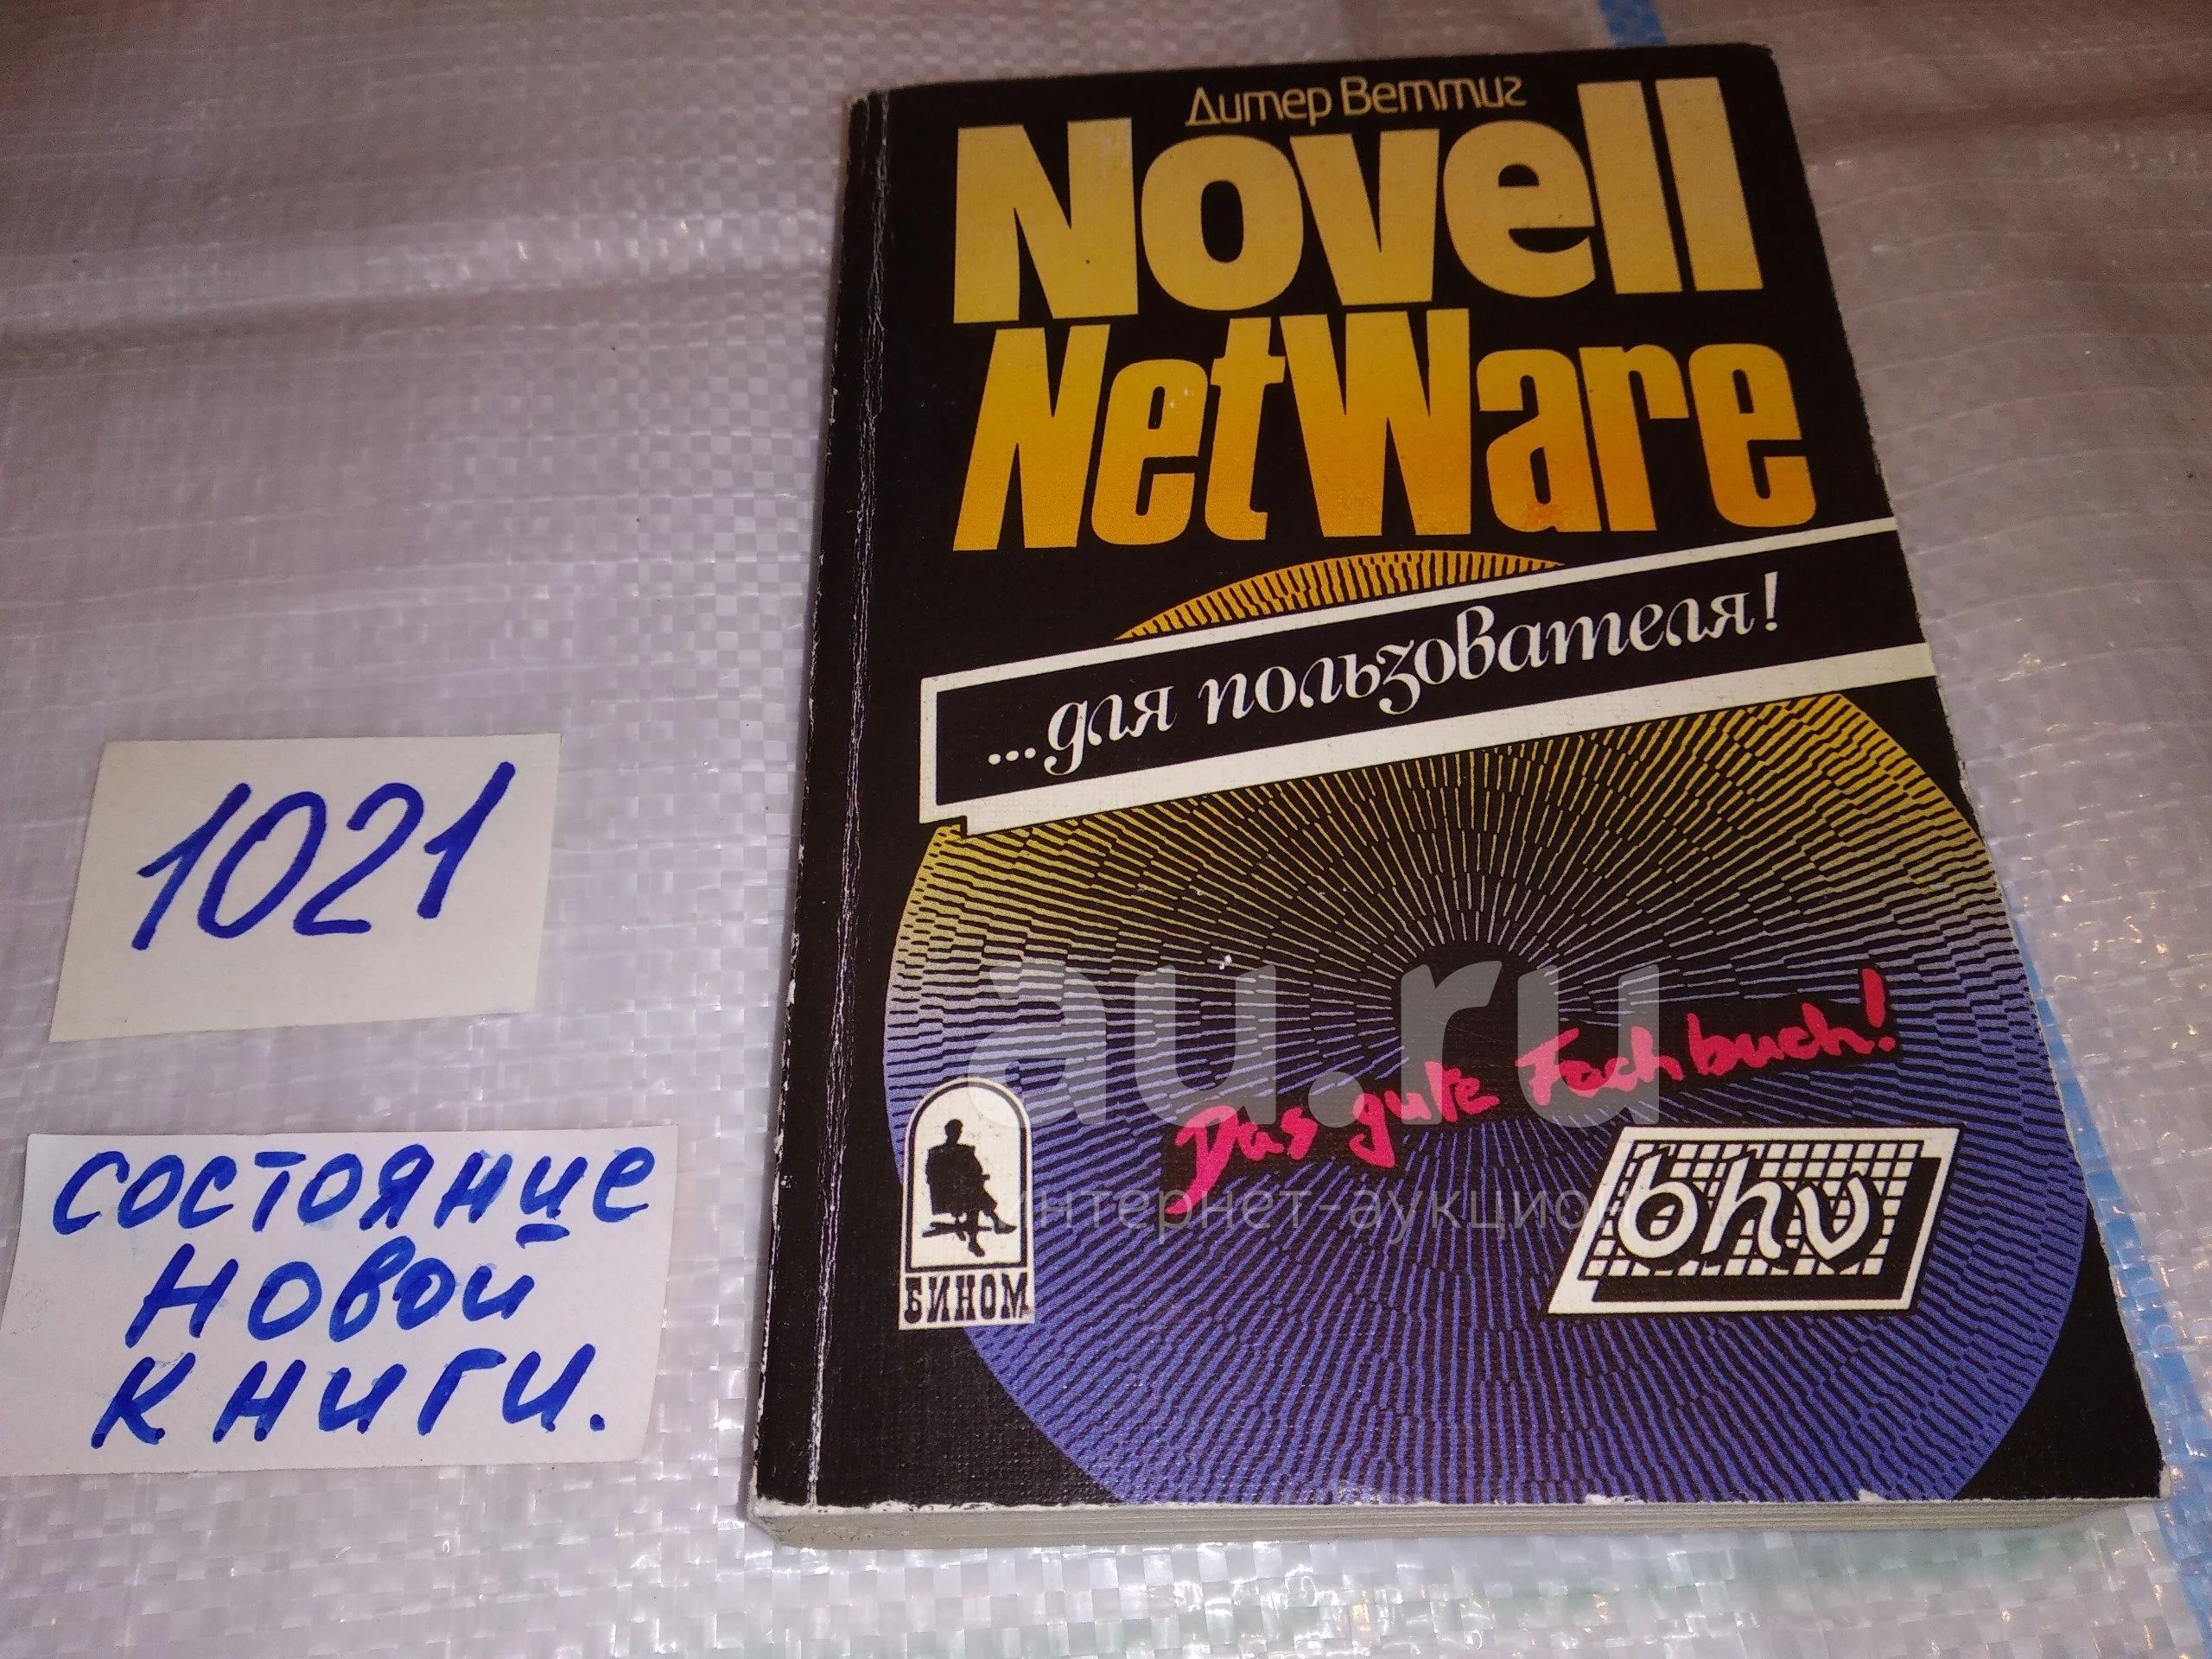 Дитер Веттиг
Novell
NetWare
...для пользователя!
1021
au.ru
Das gute Fachbuch!
интернет-аукцион
bhv
БИНОМ
состояние
новой
книги.